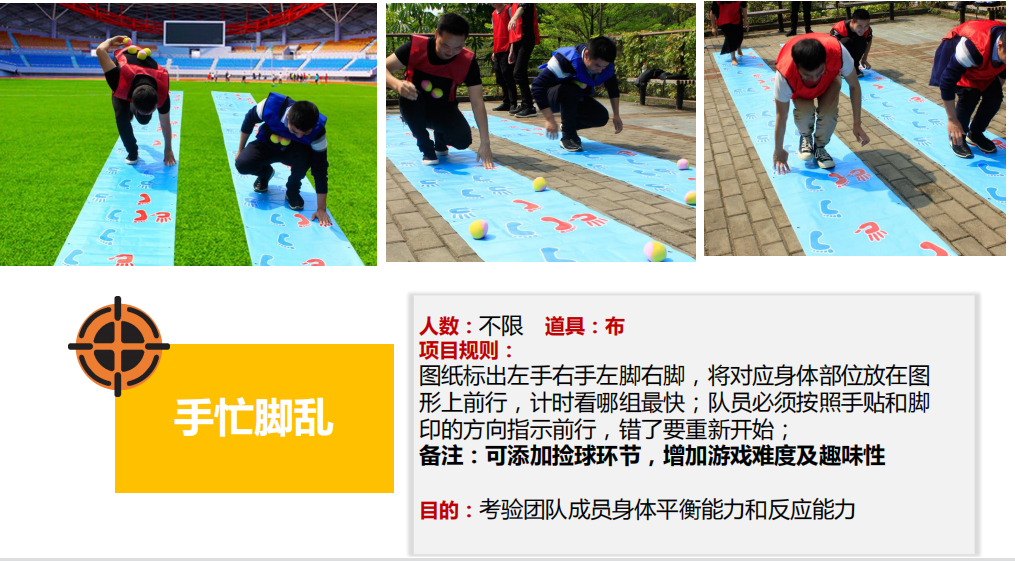 手忙脚乱
人数：不限 道具：布
项目规则：
图纸标出左手右手左脚右脚，将对应身体部位放在图
形上前行，计时看哪组最快；队员必须按照手贴和脚
印的方向指示前行，错了要重新开始；
备注：可添加捡球环节，增加游戏难度及趣味性
目的：考验团队成员身体平衡能力和反应能力